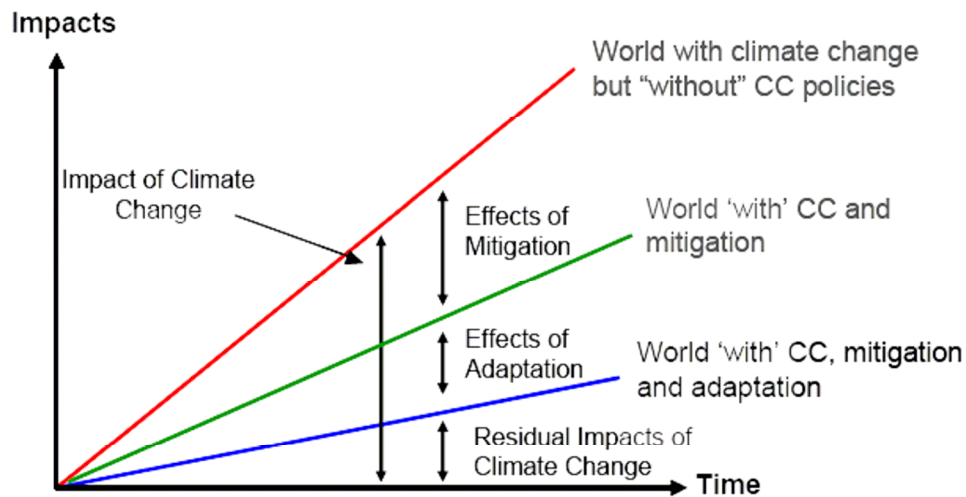 Impacts
World with climate change
but “without” CC policies
Impact of Climate
Change
Effects of
Mitigation
World ‘with’ CC and
mitigation
Effects of
Adaptation
World ‘with’ CC, mitigation
and adaptation
Residual Impacts of
Climate Change
Time